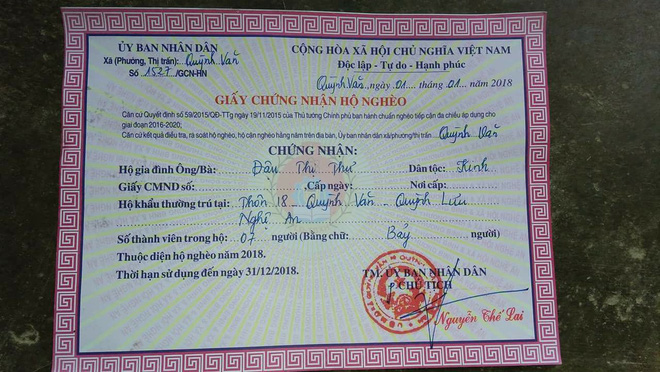 ỦY BAN NHÂN DÂN
Xã (Phường, Thị trấn): Quỳnh Văn
Số 1527/GCN-HN
CỘNG HÒA XÃ HỘI CHỦ NGHĨA VIỆT NAM
Độc lập - Tự do - Hạnh phúc
Quỳnh Văn, ngày 01 tháng 01 năm 2018
GIẤY CHỨNG NHẬN HỘ NGHÈO
Căn cứ Quyết định số 59/2015/QĐ-TTg ngày 19/11/2015 của Thủ tướng Chính phủ ban hành chuẩn nghèo tiếp cận đa chiều áp dụng cho
giai đoạn 2016-2020;
Căn cứ kết quả điều tra, rà soát hộ nghèo, hộ cận nghèo hằng năm trên địa bàn, Ủy ban nhân dân xã/phường/thị trấn Quỳnh Văn
CHỨNG NHẬN:
Hộ gia đình Ông/Bà: Đậu Thị Thư Dân tộc: Kinh
Giấy CMND số: Cấp ngày: Nơi cấp:
Hộ khẩu thường trú tại: Thôn 18 - Quỳnh Văn - Quỳnh Lưu
Nghệ An
Số thành viên trong hộ: 07 người (Bằng chữ: Bảy người)
Thuộc diện hộ nghèo năm 2018.
Thời hạn sử dụng đến ngày 31/12/2018.
TM. ỦY BAN NHÂN DÂN
CHỦ TỊCH
Nguyễn Thế Lai